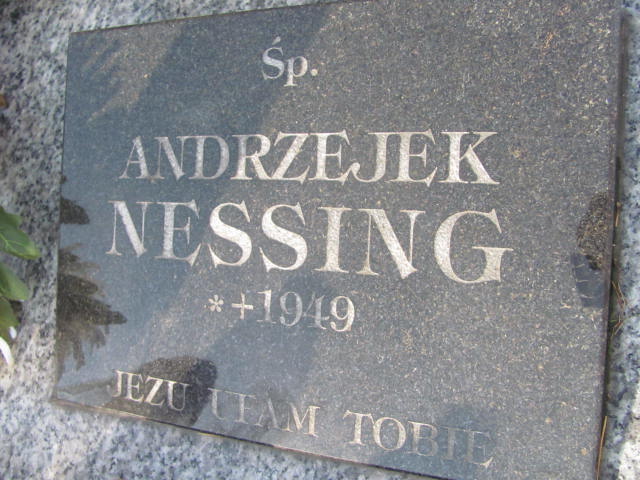 Śp.
ANDRZEJEK
NESSING
*+1949
JEZU UFAM TOBIE